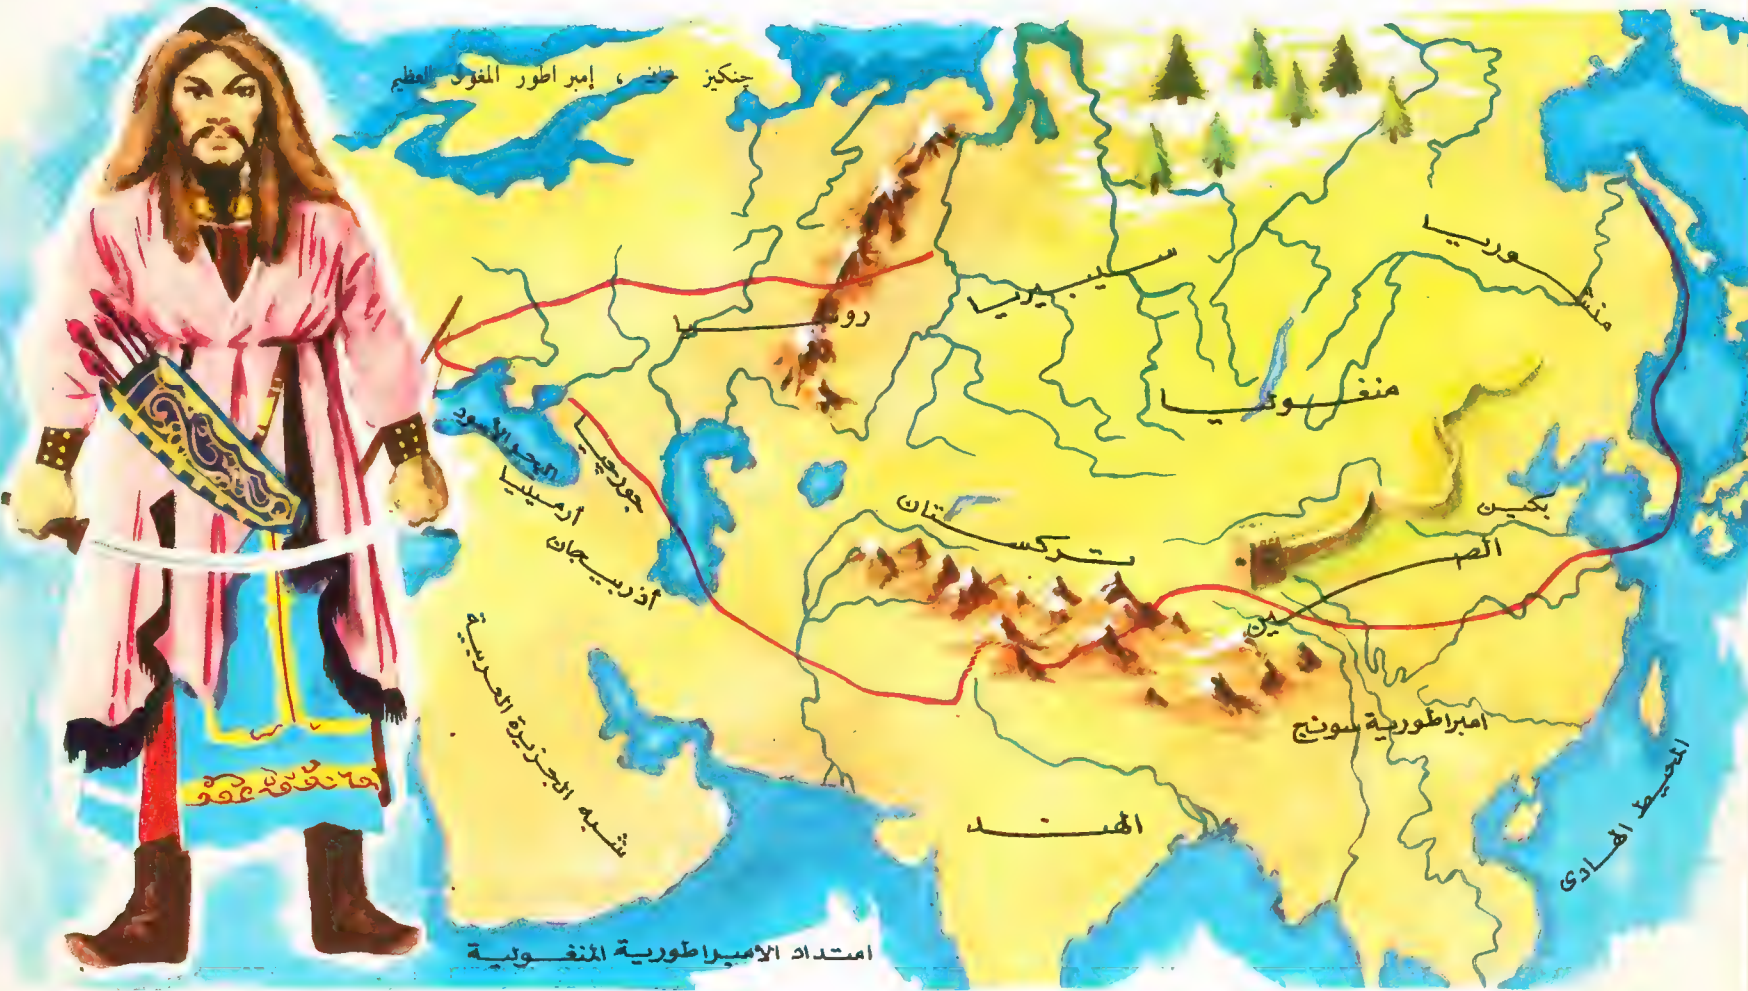 چنكيز خان ، إمبراطور المغول العظيم
سيبيريا
منشوريا
روسيا
منغوليا
البحر الأسود
جورجيا
أرمينيا
أذربيجان
تركستان
بكين
الصين
شبه الجزيرة العربية
امبراطورية سونج
الهند
المحيط الهادى
امتداد الامبراطورية المنغولية